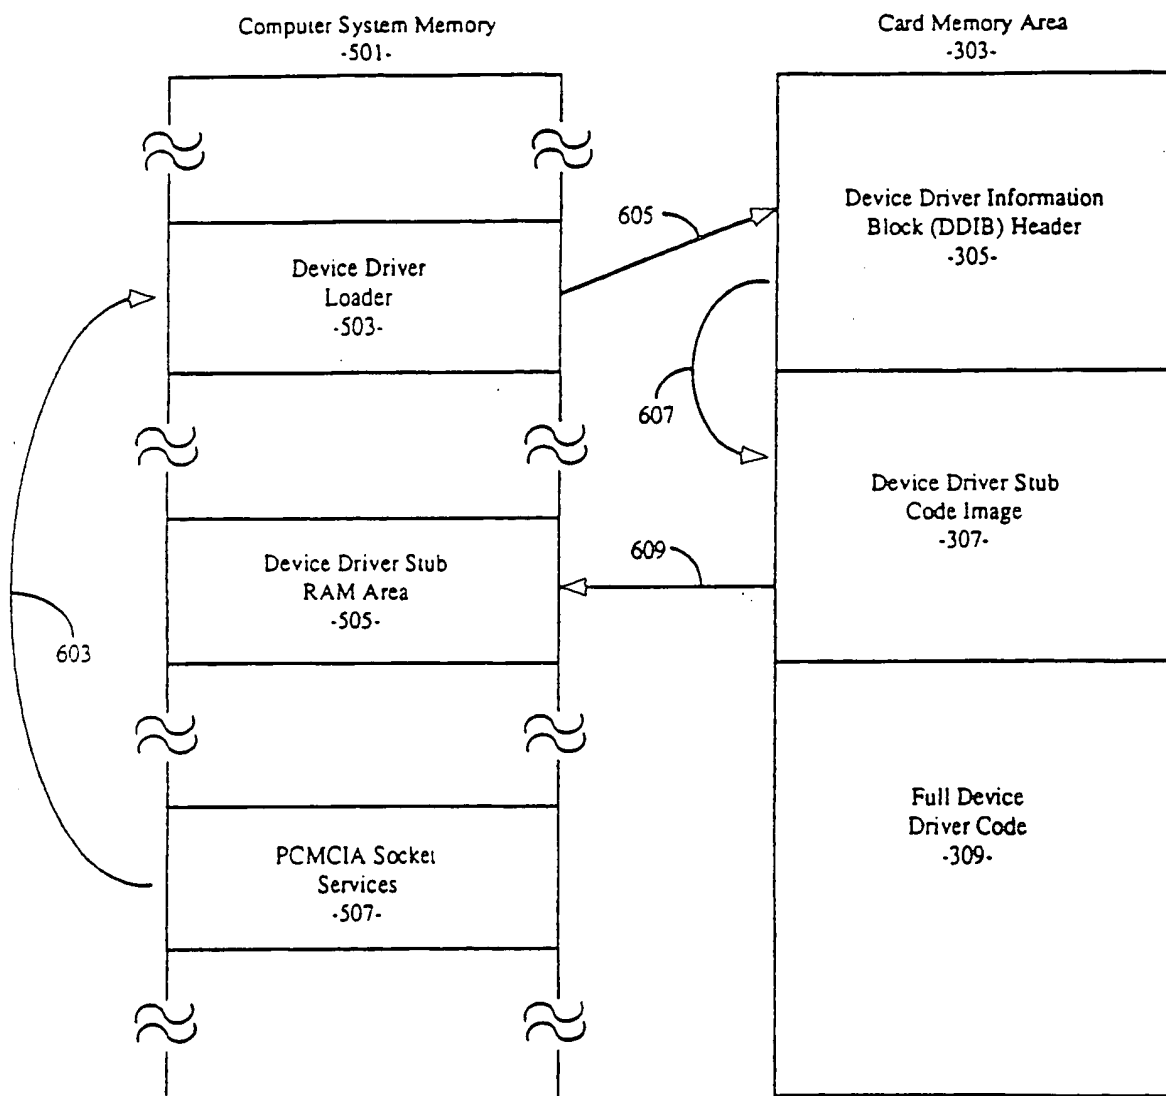 Computer System Memory
-501-
Card Memory Area
-303-
Device Driver Information
Block (DDIB) Header
-305-
605
Device Driver
Loader
-503-
607
Device Driver Stub
Code Image
-307-
609
Device Driver Stub
RAM Area
-505-
603
Full Device
Driver Code
-309-
PCMCIA Socket
Services
-507-